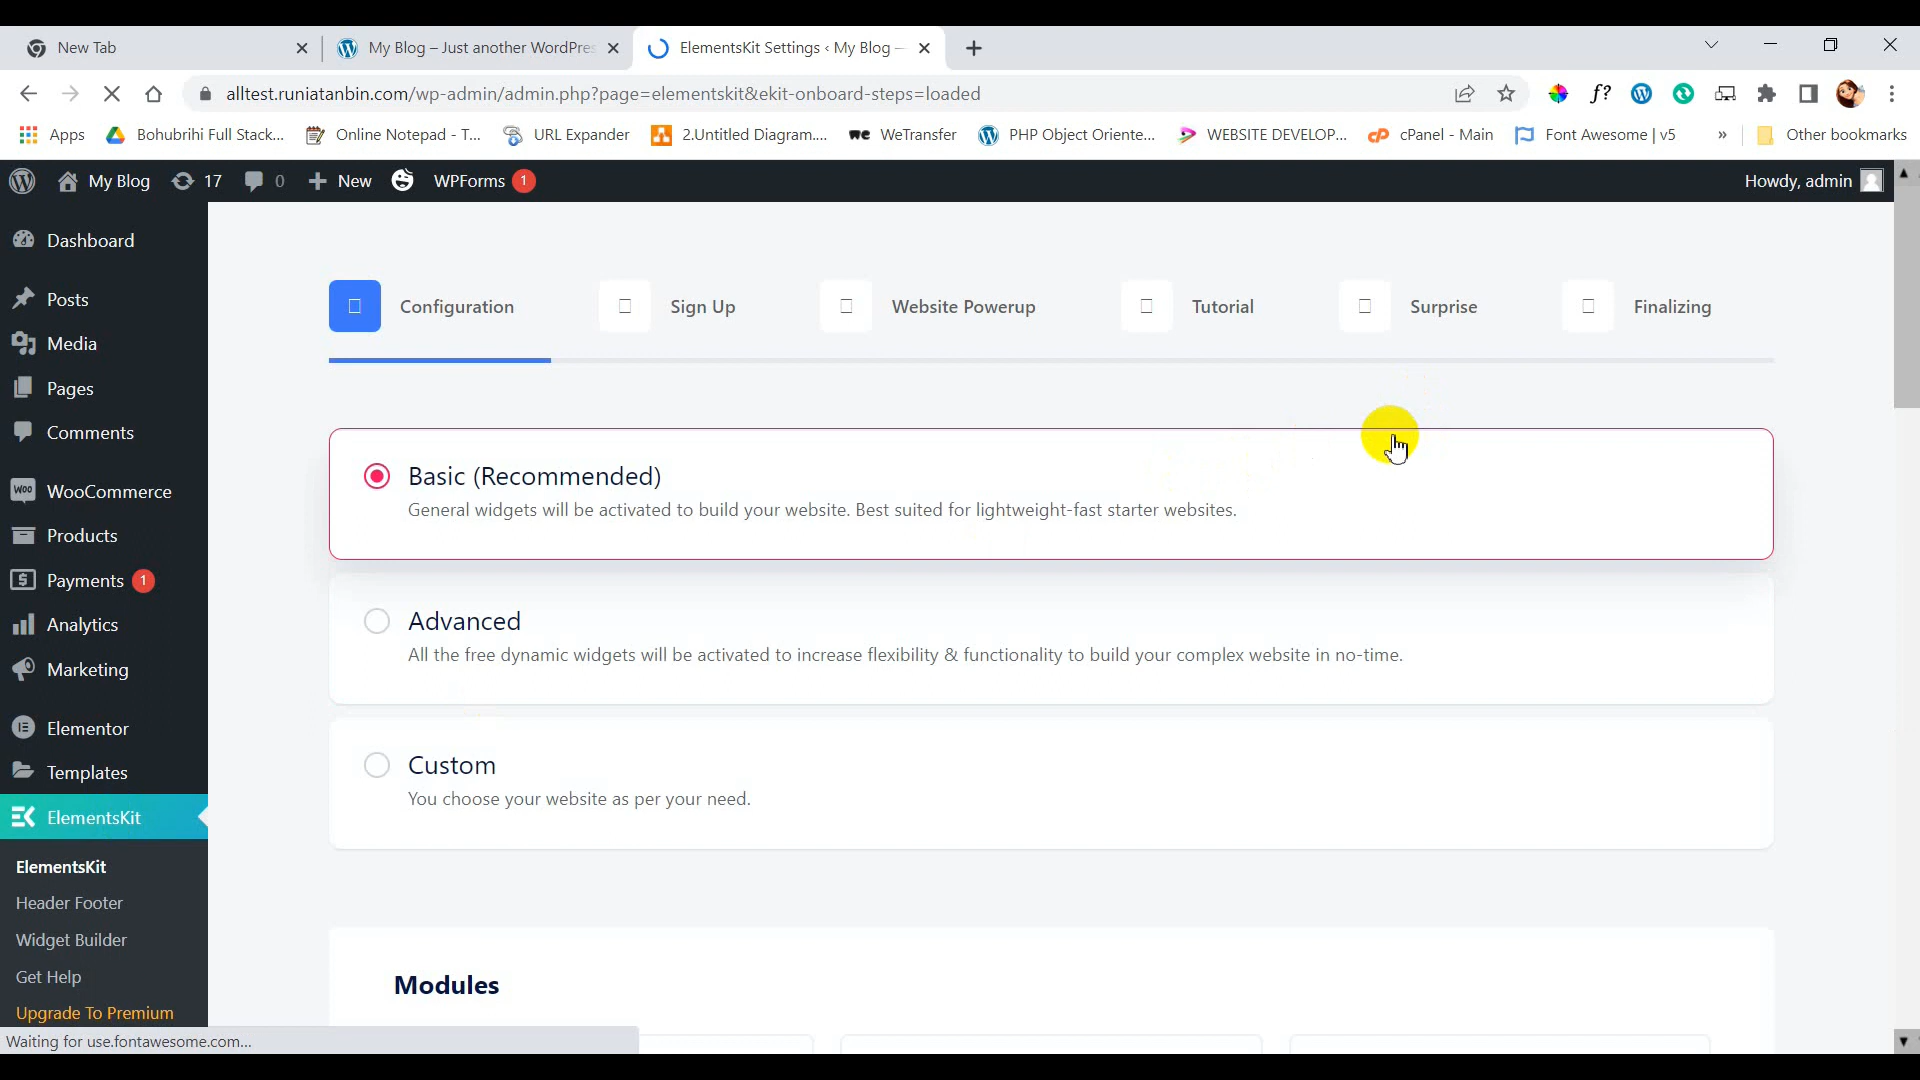 New Tab
My Blog – Just another WordPres
ElementsKit Settings ‹ My Blog —
alltest.runiatanbin.com/wp-admin/admin.php?page=elementskit&ekit-onboard-steps=loaded
f?
Apps
Bohubrihi Full Stack...
Online Notepad - T...
URL Expander
2.Untitled Diagram....
we WeTransfer
PHP Object Oriente...
WEBSITE DEVELOP...
cP cPanel - Main
Font Awesome | v5
»
Other bookmarks
My Blog
17
0
New
WPForms 1
Howdy, admin
Dashboard
Posts
Media
Pages
Comments
Woo WooCommerce
Products
Payments 1
Analytics
Marketing
Elementor
Templates
ElementsKit
ElementsKit
Header Footer
Widget Builder
Get Help
Upgrade To Premium
Configuration
Sign Up
Website Powerup
Tutorial
Surprise
Finalizing
Basic (Recommended)
General widgets will be activated to build your website. Best suited for lightweight-fast starter websites.
Advanced
All the free dynamic widgets will be activated to increase flexibility & functionality to build your complex website in no-time.
Custom
You choose your website as per your need.
Modules
Waiting for use.fontawesome.com...